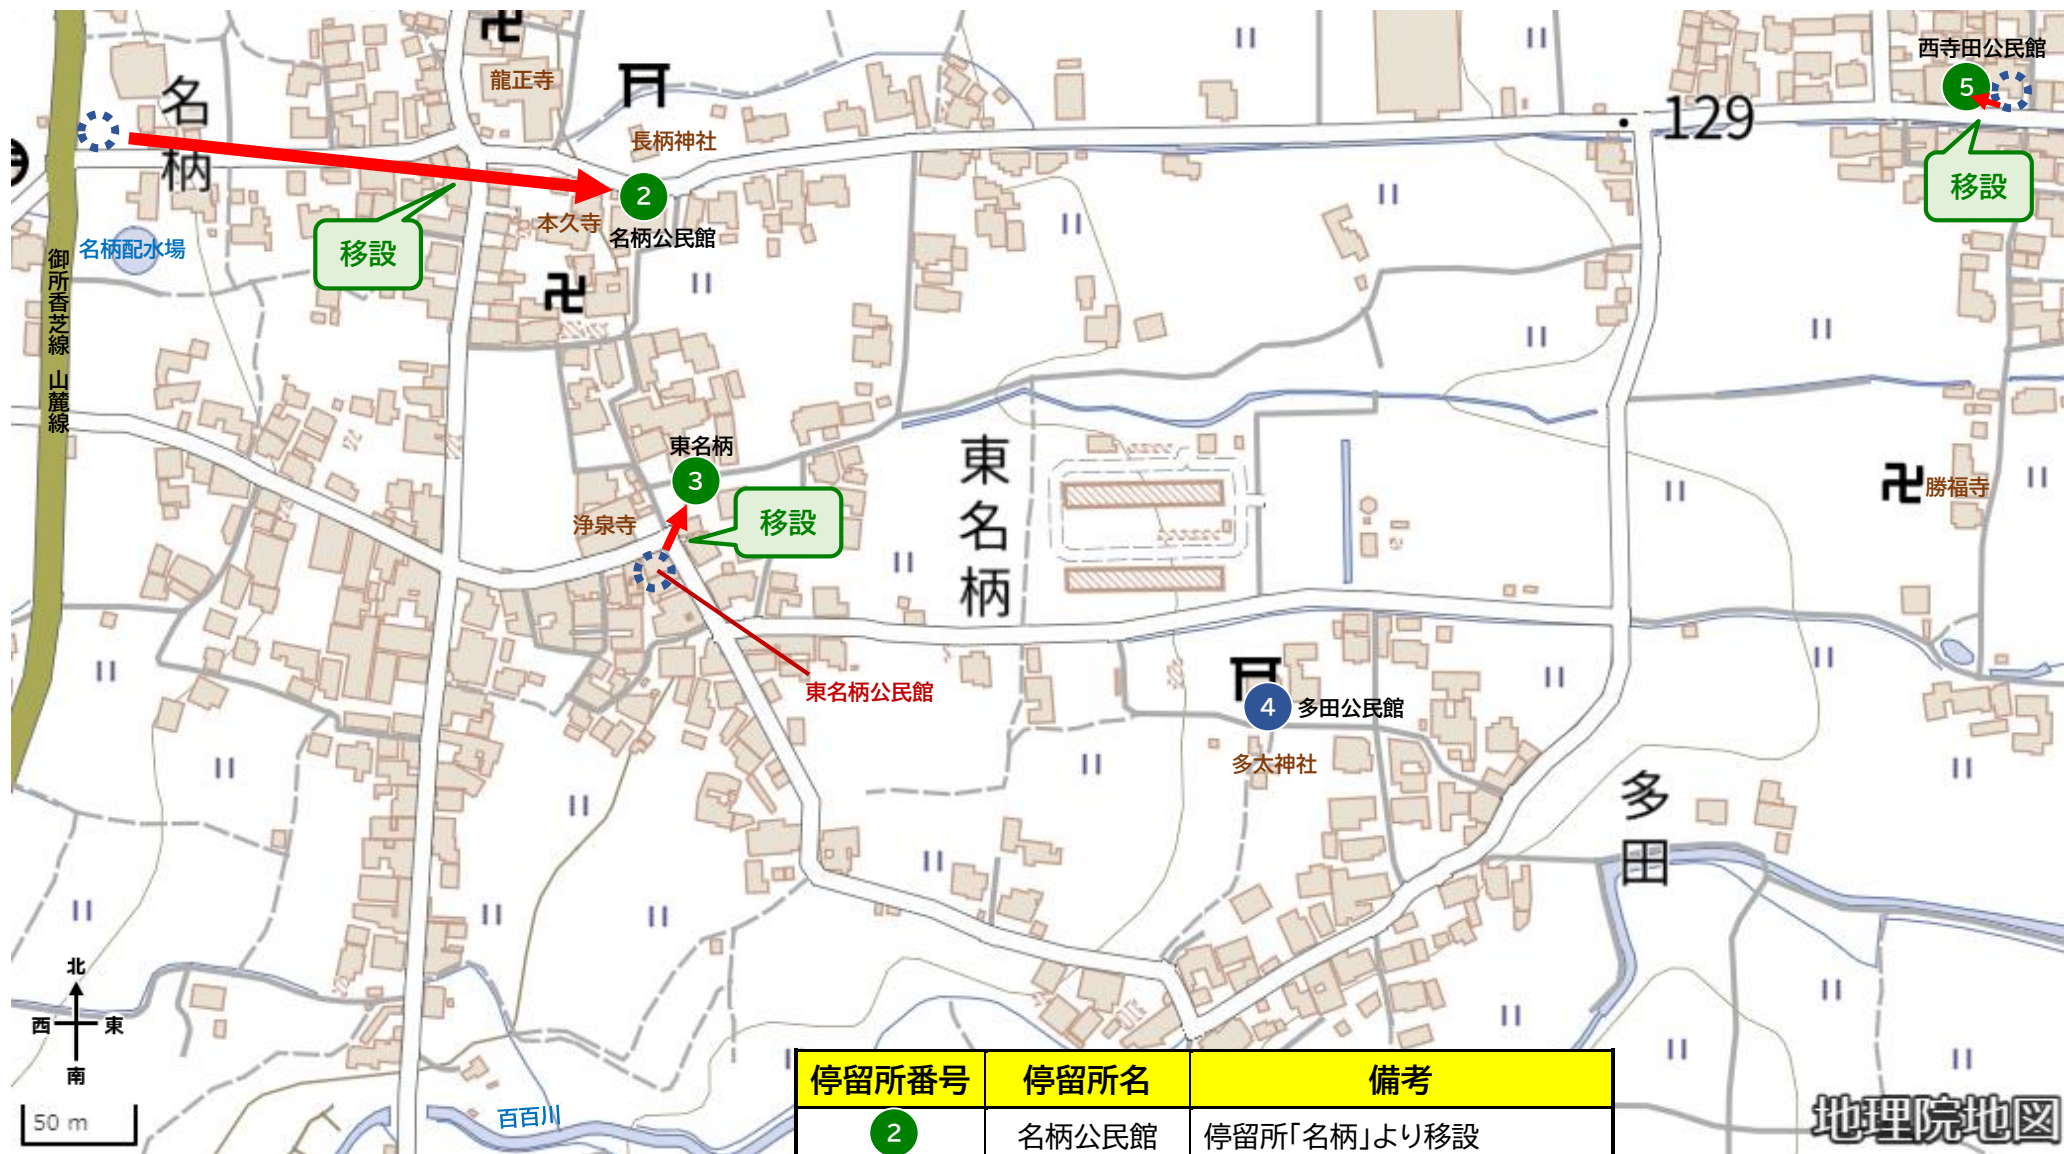 西寺田公民館
5
移設
龍正寺
名柄
長柄神社
・129
2
名柄公民館
本久寺
移設
名柄配水場
御所香芝線 山麓線
東名柄
3
移設
浄泉寺
東名柄
勝福寺
東名柄公民館
4
多田公民館
多太神社
多田
北
西
東
南
50 m
百百川
停留所番号 停留所名 備考
2 名柄公民館 停留所「名柄」より移設
地理院地図